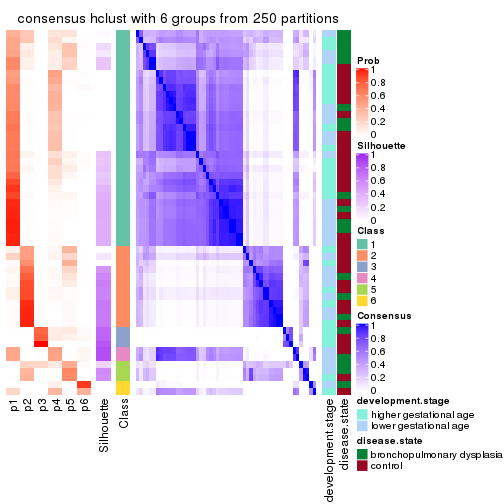 consensus hclust with 6 groups from 250 partitions
Prob
1
0.8
0.6
0.4
0.2
0
Silhouette
1
0.8
0.6
0.4
0.2
0
Class
1
2
3
4
5
6
Consensus
1
0.8
0.6
0.4
0.2
0
development.stage
higher gestational age
lower gestational age
disease.state
bronchopulmonary dysplasia
control
p1
p2
p3
p4
p5
p6
Silhouette
Class
development.stage
disease.state